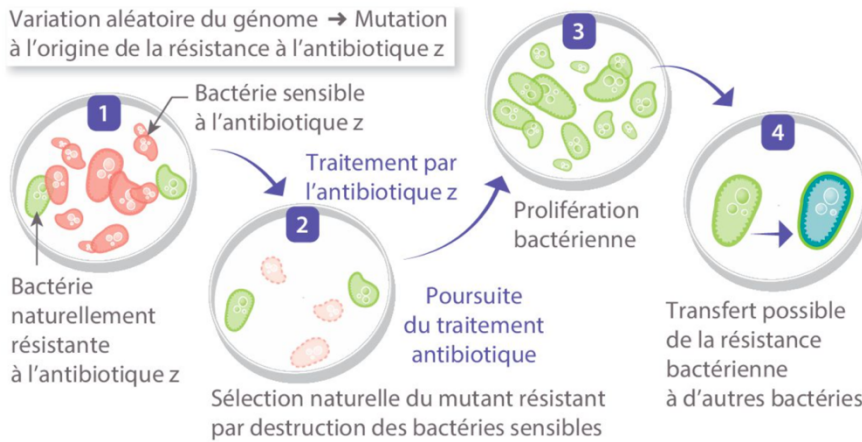 Variation aléatoire du génome → Mutation
à l'origine de la résistance à l'antibiotique z
1
Bactérie sensible
à l'antibiotique z
Bactérie
naturellement
résistante
à l'antibiotique z
Traitement par
l'antibiotique z
2
Sélection naturelle du mutant résistant
par destruction des bactéries sensibles
Poursuite
du traitement
antibiotique
3
Prolifération
bactérienne
4
Transfert possible
de la résistance
bactérienne
à d'autres bactéries